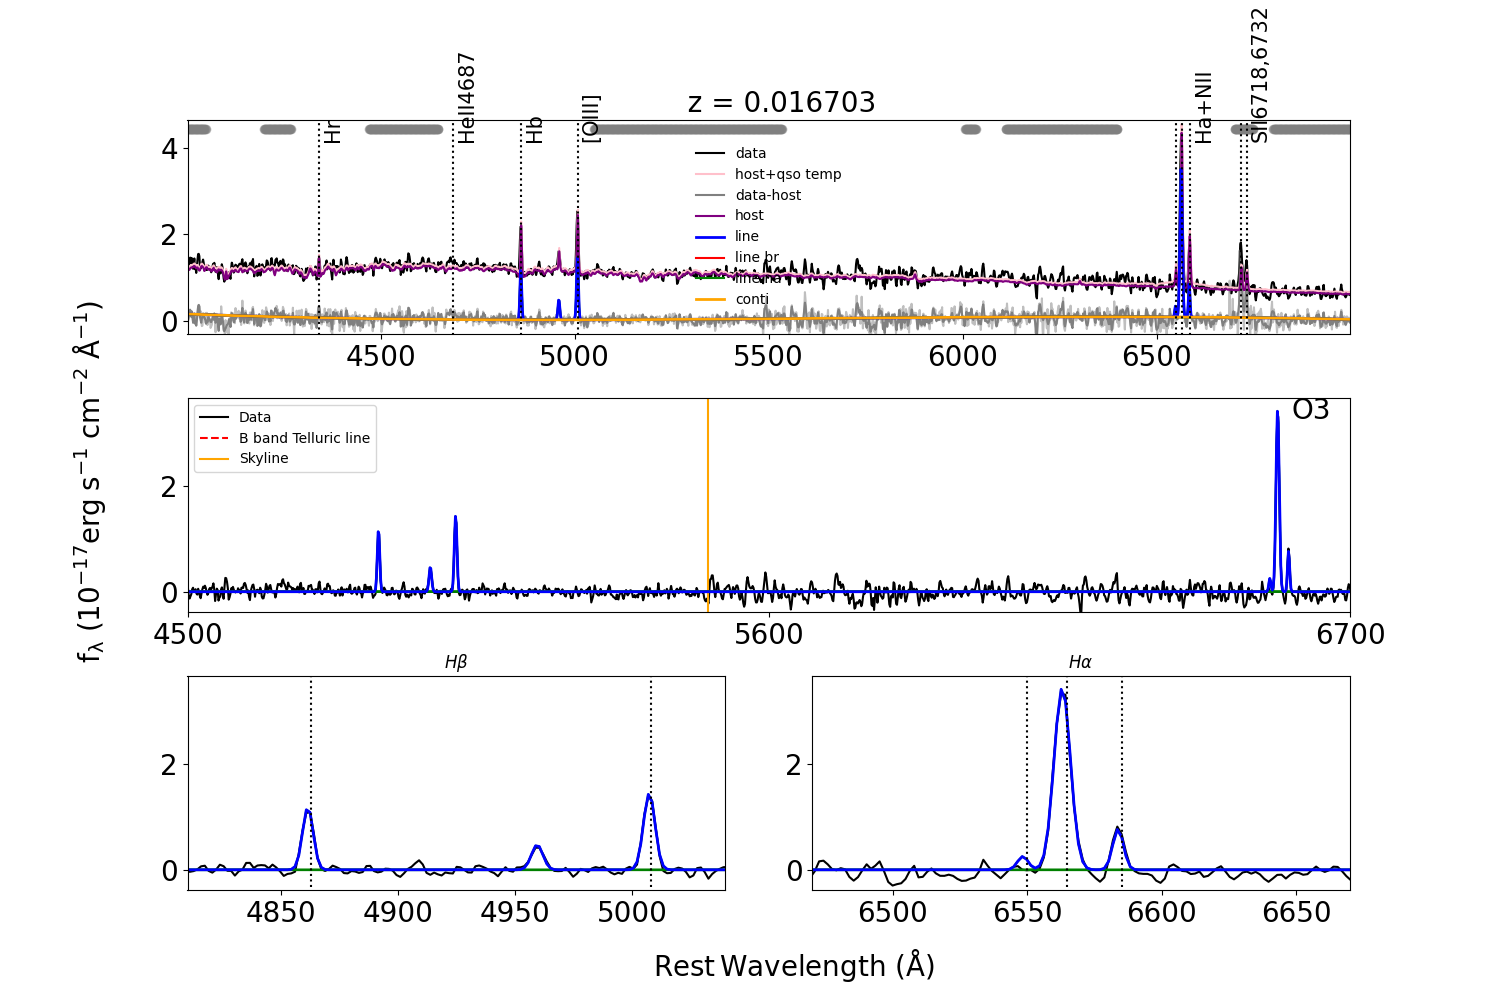 z = 0.016703
Hr
HeII4687
Hb
[OIII]
Ha+NII
SII6718,6732
4
2
0
data
host+qso temp
data-host
host
line
line br
conti
4500 5000 5500 6000 6500
fλ (10−17erg s−1 cm−2 Å−1)
Data
B band Telluric line
Skyline
O3
2
0
4500 5600 6700
Hβ
Hα
2
0
2
0
4850 4900 4950 5000
6500 6550 6600 6650
Rest Wavelength (Å)